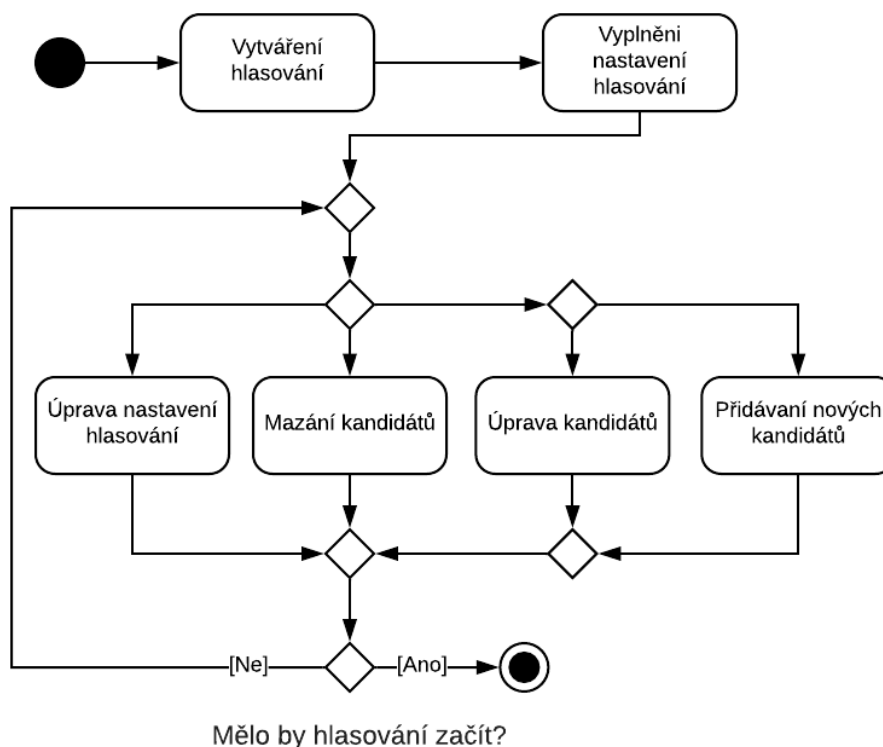 Vytváření
hlasování
Vyplněni
nastavení
hlasování
Úprava nastavení
hlasování
Mazání kandidátů
Úprava kandidátů
Přidávaní nových
kandidátů
[Ne]
[Ano]
Mělo by hlasování začít?